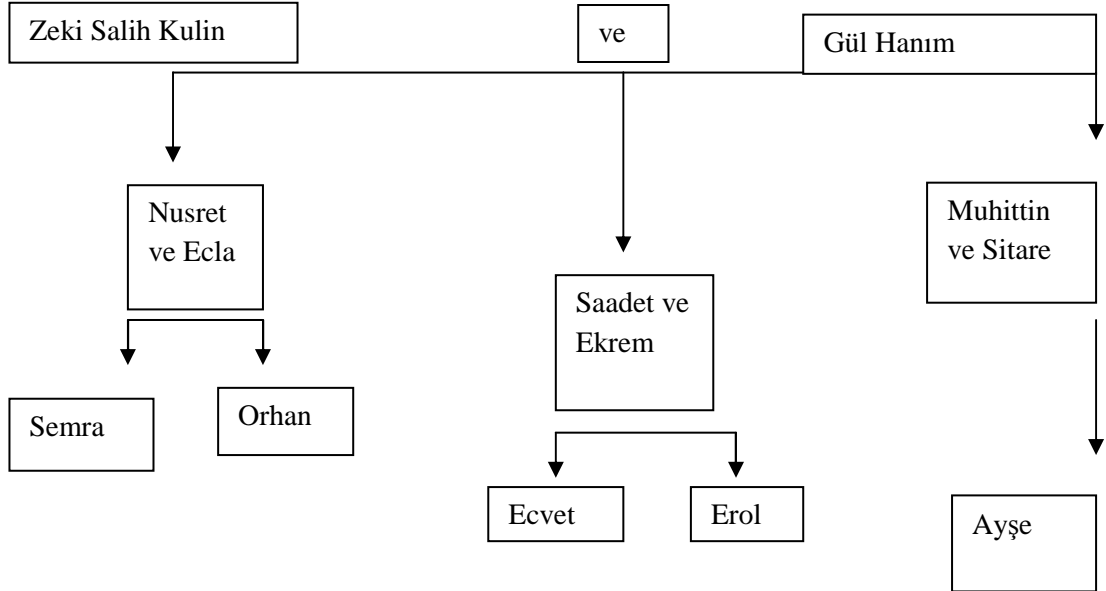 Zeki Salih Kulin
ve
Gül Hanım
Nusret
ve Ecla
Muhittin
ve Sitare
Saadet ve
Ekrem
Semra
Orhan
Ecvet
Erol
Ayşe